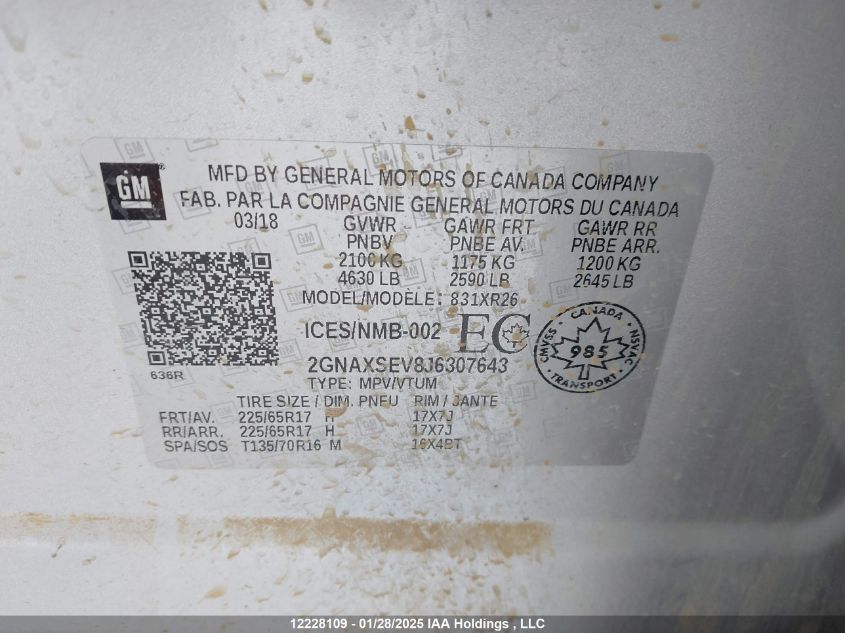 GM
MFD BY GENERAL MOTORS OF CANADA COMPANY
FAB. PAR LA COMPAGNIE GENERAL MOTORS DU CANADA
03/18 GVWR GAWR FRT GAWR RR
PNBV PNBE AV. PNBE ARR.
2100 KG 1175 KG 1200 KG
4630 LB 2590 LB 2645 LB
MODEL/MODÈLE: 831XR26
ICES/NMB-002 EC
CANADA
CMVSS 985 NSVAC
TRANSPORT
636R
2GNAXSEV8J6307643
TYPE: MPV/VTUM
TIRE SIZE / DIM. PNEU RIM / JANTE
FRT/AV. 225/65R17 H 17X7J
RR/ARR. 225/65R17 H 17X7J
SPA/SOS T135/70R16 M 16X4BT
12228109 - 01/28/2025 IAA Holdings , LLC